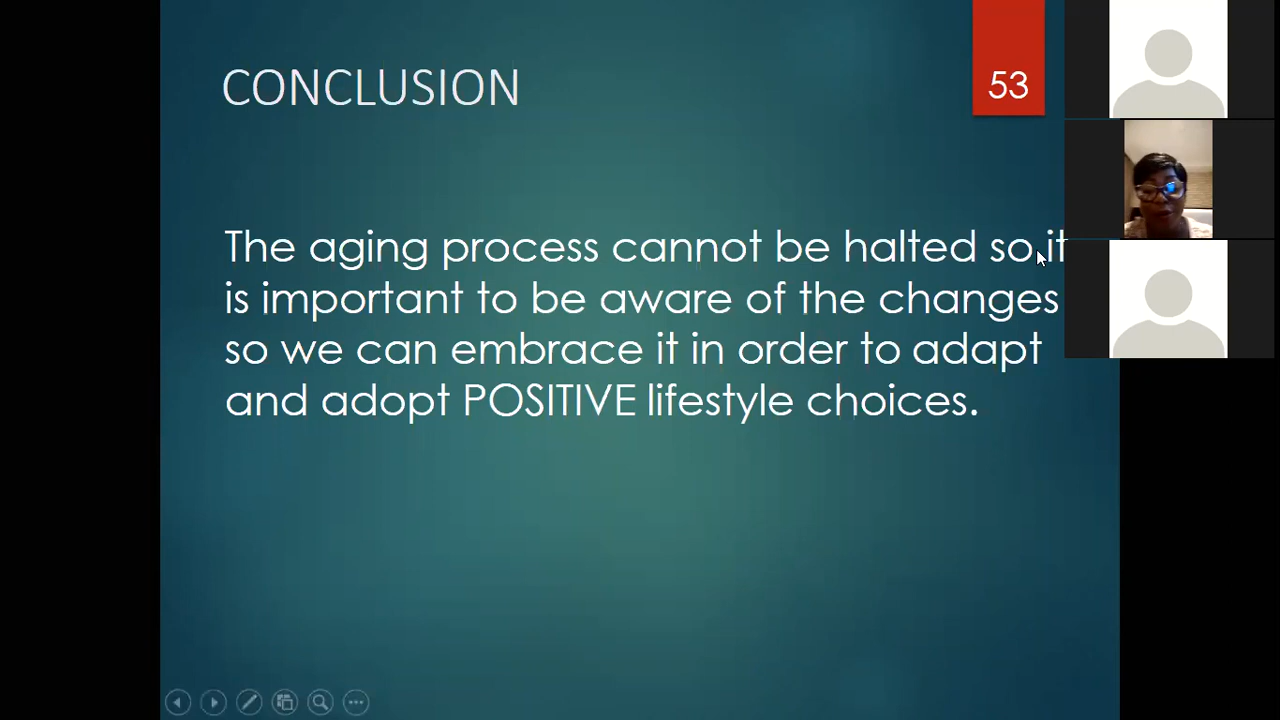 CONCLUSION
53
The aging process cannot be halted so it
is important to be aware of the changes
so we can embrace it in order to adapt
and adopt POSITIVE lifestyle choices.